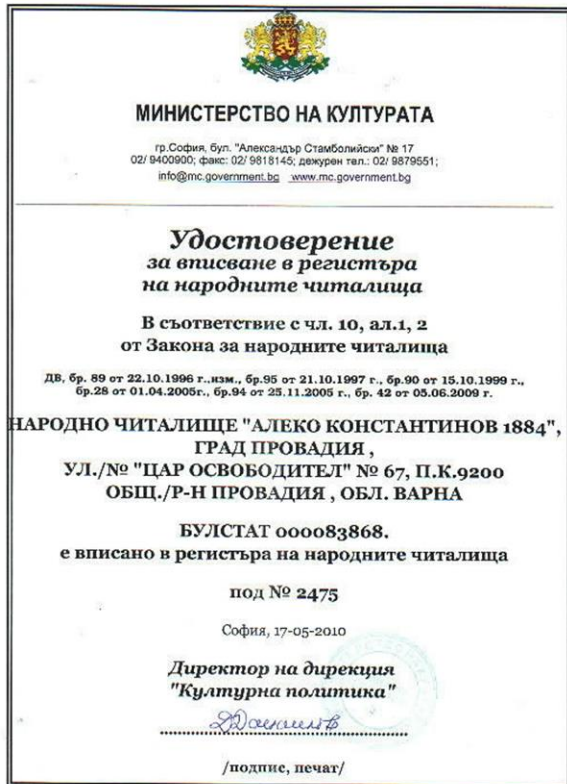 МИНИСТЕРСТВО НА КУЛТУРАТА
гр.София, бул. "Александър Стамболийски" № 17
02/ 9400900; факс: 02/ 9818145; дежурен тел.: 02/ 9879551;
info@mc.government.bg www.mc.government.bg
Удостоверение
за вписване в регистъра
на народните читалища
В съответствие с чл. 10, ал.1, 2
от Закона за народните читалища
ДВ, бр. 89 от 22.10.1996 г.,изм., бр.95 от 21.10.1997 г., бр.90 от 15.10.1999 г.,
бр.28 от 01.04.2005г., бр.94 от 25.11.2005 г., бр. 42 от 05.06.2009 г.
НАРОДНО ЧИТАЛИЩЕ "АЛЕКО КОНСТАНТИНОВ 1884",
ГРАД ПРОВАДИЯ ,
УЛ./№ "ЦАР ОСВОБОДИТЕЛ" № 67, П.К.9200
ОБЩ./Р-Н ПРОВАДИЯ , ОБЛ. ВАРНА
БУЛСТАТ 000083868.
е вписано в регистъра на народните читалища
под № 2475
София, 17-05-2010
Директор на дирекция
"Културна политика"
/подпис, печат/